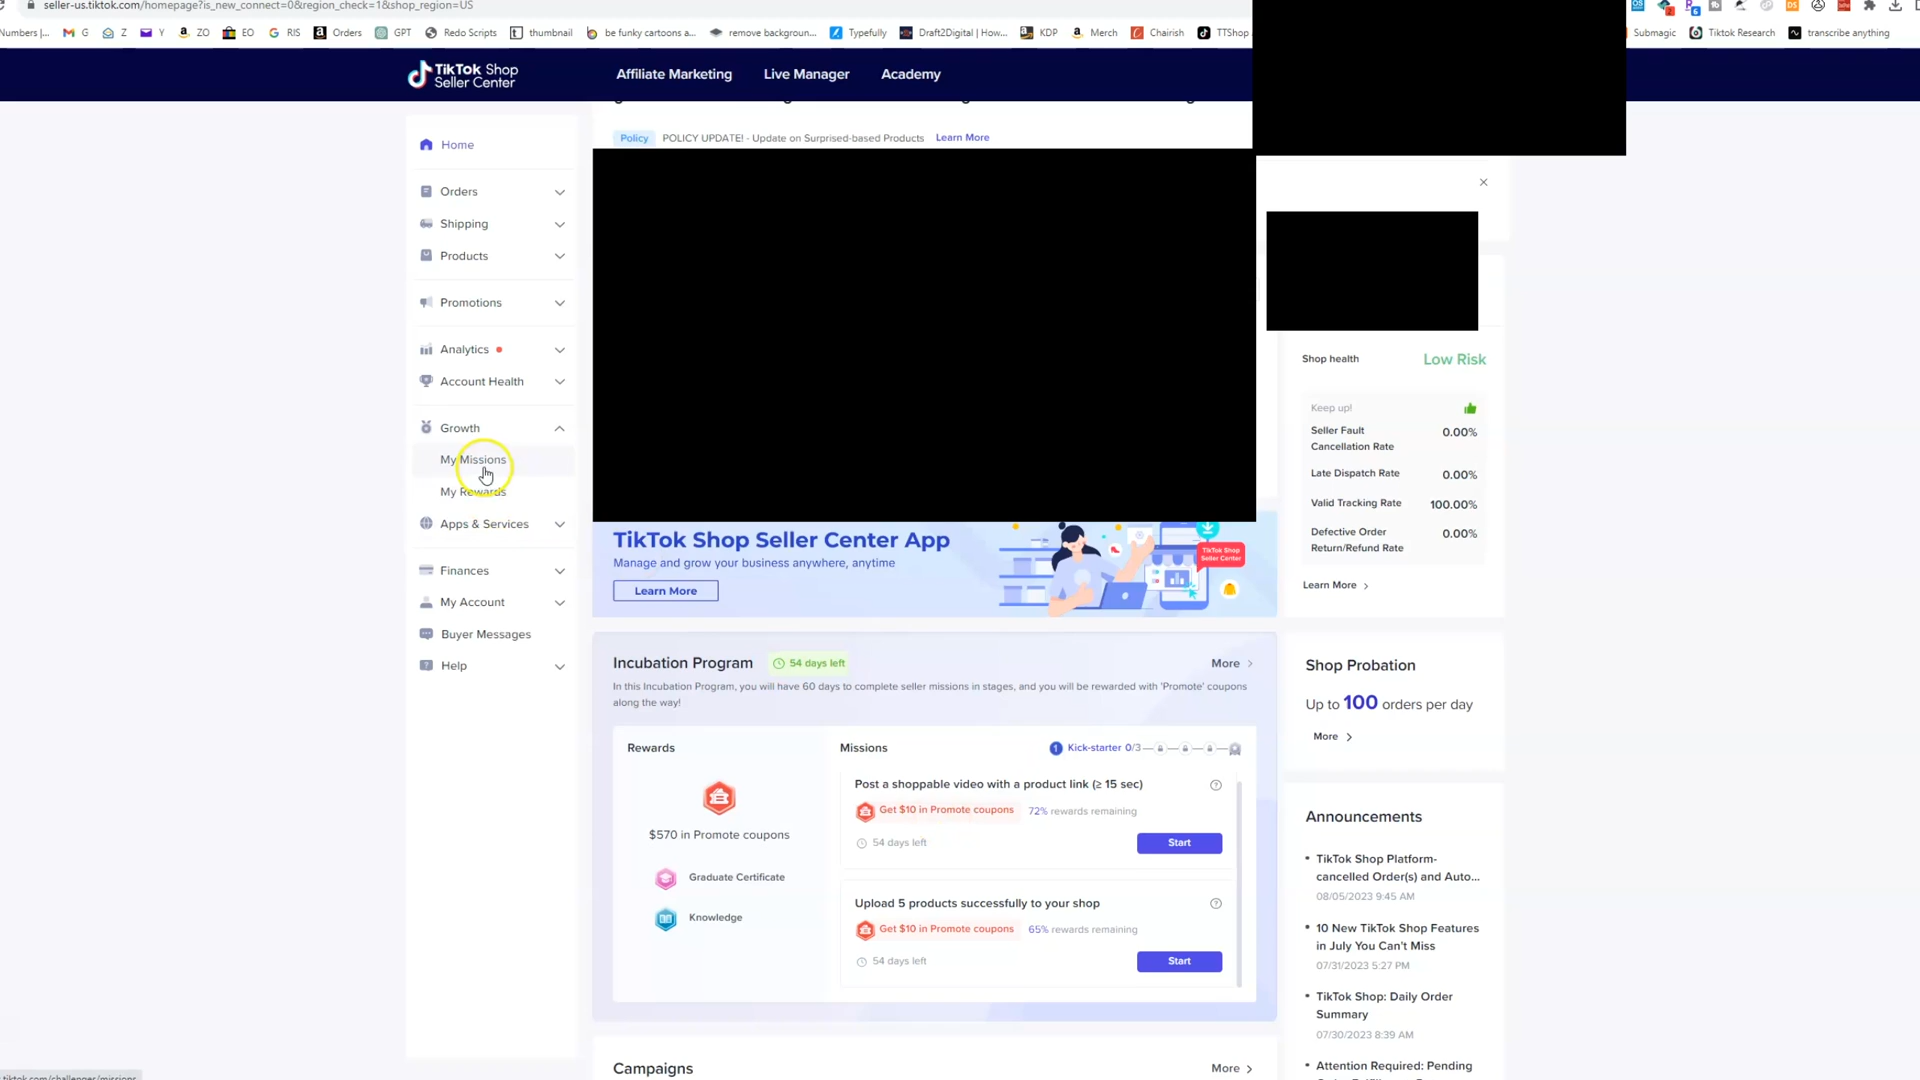 seller-us.tiktok.com/homepage?is_new_connect=0&region_check=1&shop_region=US
Numbers |... G Z Y ZO EO RIS Orders GPT Redo Scripts thumbnail be funky cartoons a... remove backgroun... Typefully Draft2Digital | How... KDP Merch Chairish TTShop Submagic Tiktok Research transcribe anything
TikTok Shop
Seller Center
Affiliate Marketing Live Manager Academy
Policy POLICY UPDATE! - Update on Surprised-based Products Learn More
Home
Orders
Shipping
Products
Promotions
Analytics
Account Health
Growth
My Missions
My Rewards
Apps & Services
Finances
My Account
Buyer Messages
Help
TikTok Shop Seller Center App
Manage and grow your business anywhere, anytime
Learn More
TikTok Shop
Seller Center
Incubation Program 54 days left More
In this Incubation Program, you will have 60 days to complete seller missions in stages, and you will be rewarded with 'Promote' coupons
along the way!
Rewards
$570 in Promote coupons
Graduate Certificate
Knowledge
Missions 1 Kick-starter 0/3
Post a shoppable video with a product link (≥ 15 sec)
Get $10 in Promote coupons 72% rewards remaining
54 days left Start
Upload 5 products successfully to your shop
Get $10 in Promote coupons 65% rewards remaining
54 days left Start
Campaigns More
Shop health Low Risk
Keep up!
Seller Fault
Cancellation Rate 0.00%
Late Dispatch Rate 0.00%
Valid Tracking Rate 100.00%
Defective Order
Return/Refund Rate 0.00%
Learn More
Shop Probation
Up to 100 orders per day
More
Announcements
TikTok Shop Platform-
cancelled Order(s) and Auto...
08/05/2023 9:45 AM
10 New TikTok Shop Features
in July You Can't Miss
07/31/2023 5:27 PM
TikTok Shop: Daily Order
Summary
07/30/2023 8:39 AM
Attention Required: Pending
tiktok.com/challenges/missions